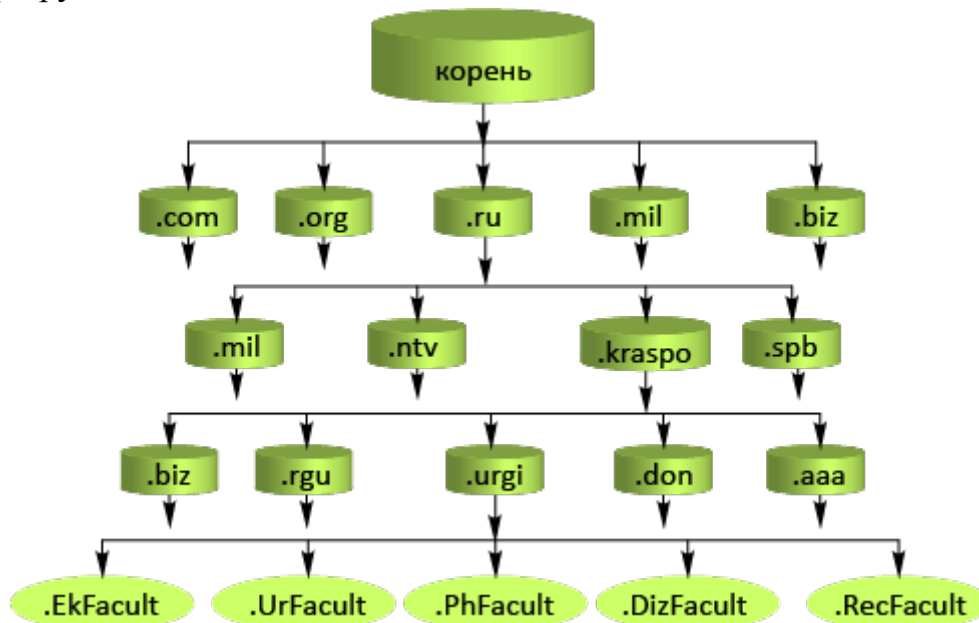 корень
.com .org .ru .mil .biz
.mil .ntv .kraspo .spb
.biz .rgu .urgi .don .aaa
.EkFacult .UrFacult .PhFacult .DizFacult .RecFacult